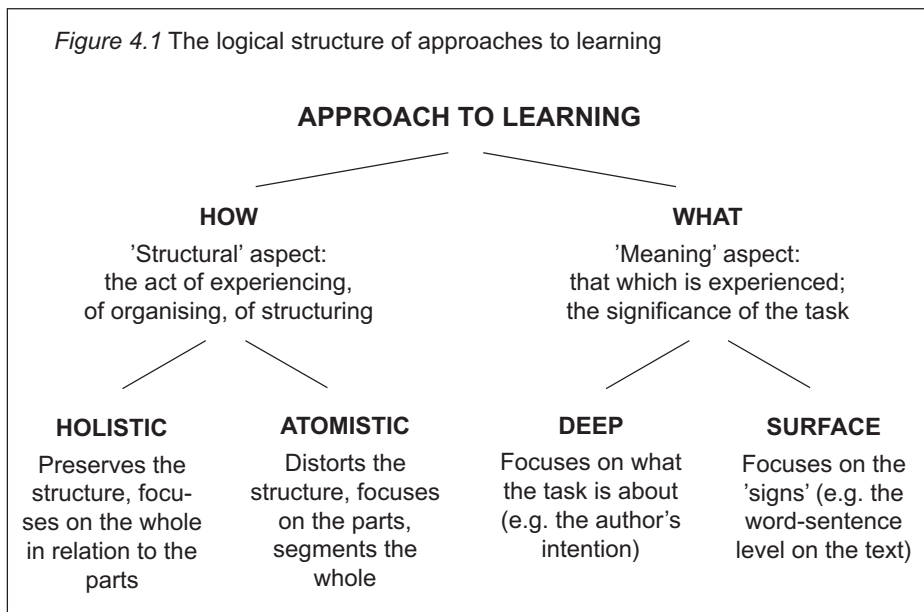 Figure 4.1 The logical structure of approaches to learning
APPROACH TO LEARNING
HOW
’Structural’ aspect:
the act of experiencing,
of organising, of structuring
WHAT
’Meaning’ aspect:
that which is experienced;
the significance of the task
HOLISTIC
Preserves the
structure, focu-
ses on the whole
in relation to the
parts
ATOMISTIC
Distorts the
structure, focuses
on the parts,
segments the
whole
DEEP
Focuses on what
the task is about
(e.g. the author’s
intention)
SURFACE
Focuses on the
’signs’ (e.g. the
word-sentence
level on the text)